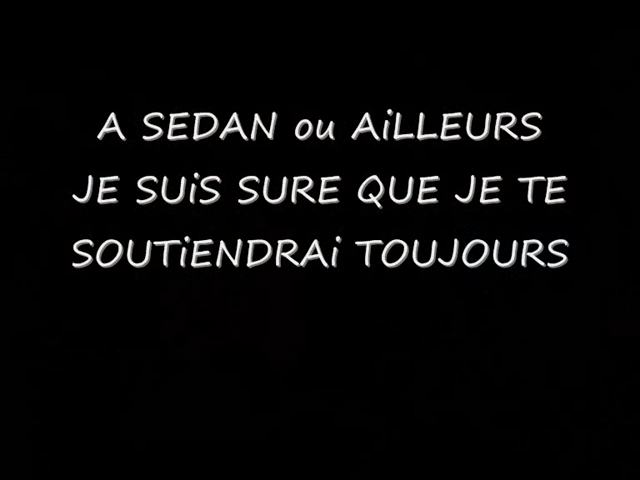 A SEDAN ou AiLLEURS
JE SUiS SURE QUE JE TE
SOUTiENDRAi TOUJOURS